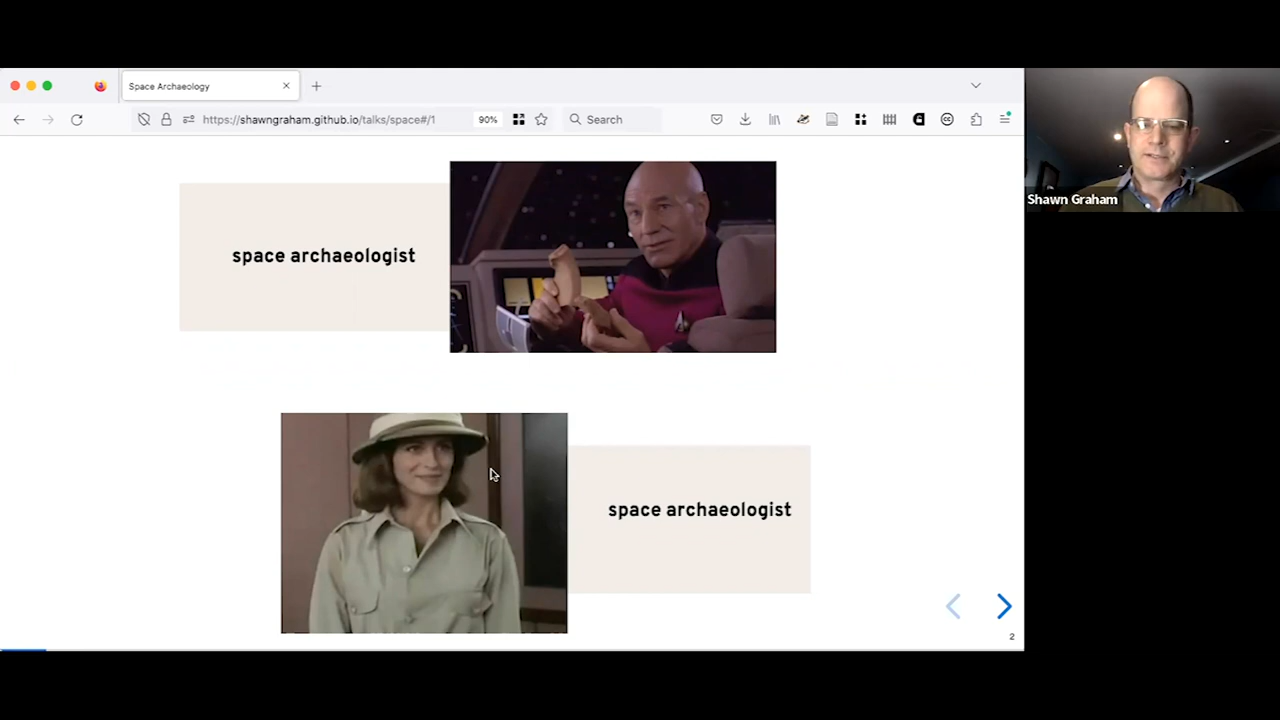 Space Archaeology
https://shawngraham.github.io/talks/space#/1
90%
Search
Shawn Graham
space archaeologist
space archaeologist
2